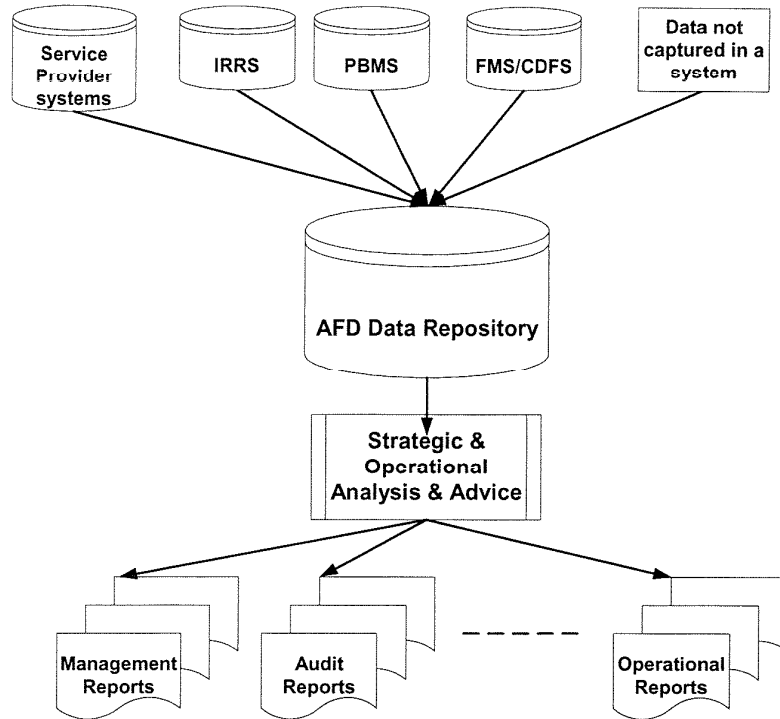 Service
Provider
systems
IRRS
PBMS
FMS/CDFS
Data not
captured in a
system
AFD Data Repository
Strategic &
Operational
Analysis & Advice
Management
Reports
Audit
Reports
Operational
Reports